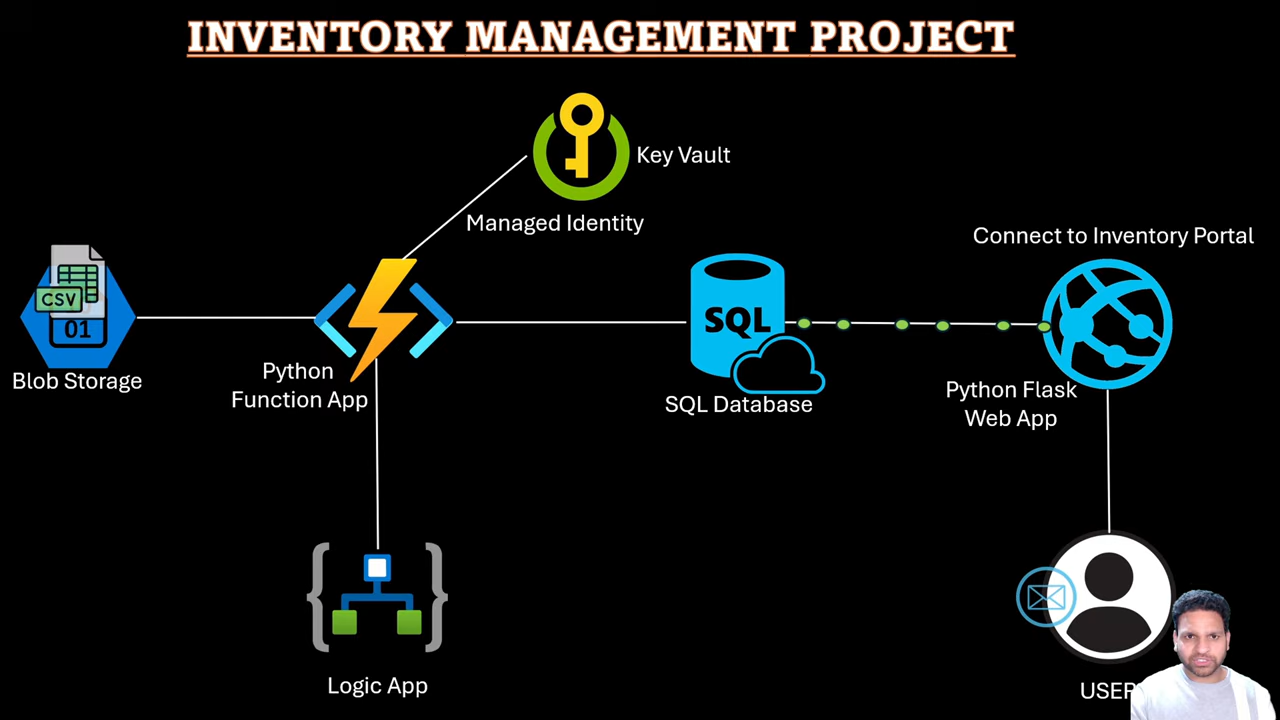 INVENTORY MANAGEMENT PROJECT
Key Vault
Managed Identity
Connect to Inventory Portal
CSV
01
Blob Storage
Python
Function App
SQL
SQL Database
Python Flask
Web App
Logic App
USER